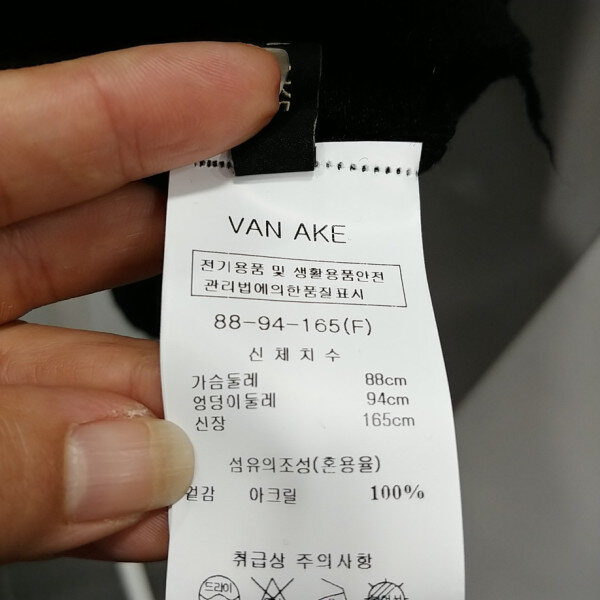 VAN AKE
전기용품 및 생활용품안전
관리법에의한품질표시
88-94-165(F)
신체치수
가슴둘레 88cm
엉덩이둘레 94cm
신장 165cm
섬유의조성(혼용율)
겉감 아크릴 100%
취급상 주의사항
드라이